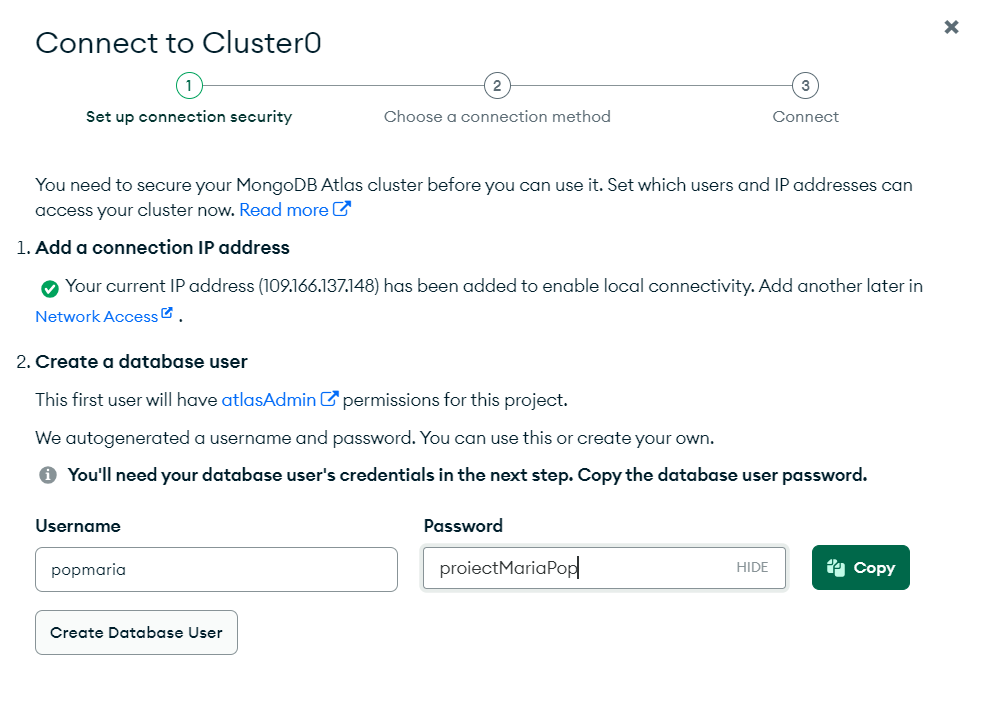 Connect to Cluster0
1
2
3
Set up connection security
Choose a connection method
Connect
You need to secure your MongoDB Atlas cluster before you can use it. Set which users and IP addresses can
access your cluster now. Read more
1. Add a connection IP address
Your current IP address (109.166.137.148) has been added to enable local connectivity. Add another later in
Network Access .
2. Create a database user
This first user will have atlasAdmin permissions for this project.
We autogenerated a username and password. You can use this or create your own.
You'll need your database user's credentials in the next step. Copy the database user password.
Username
Password
popmaria
proiectMariaPop
HIDE
Copy
Create Database User